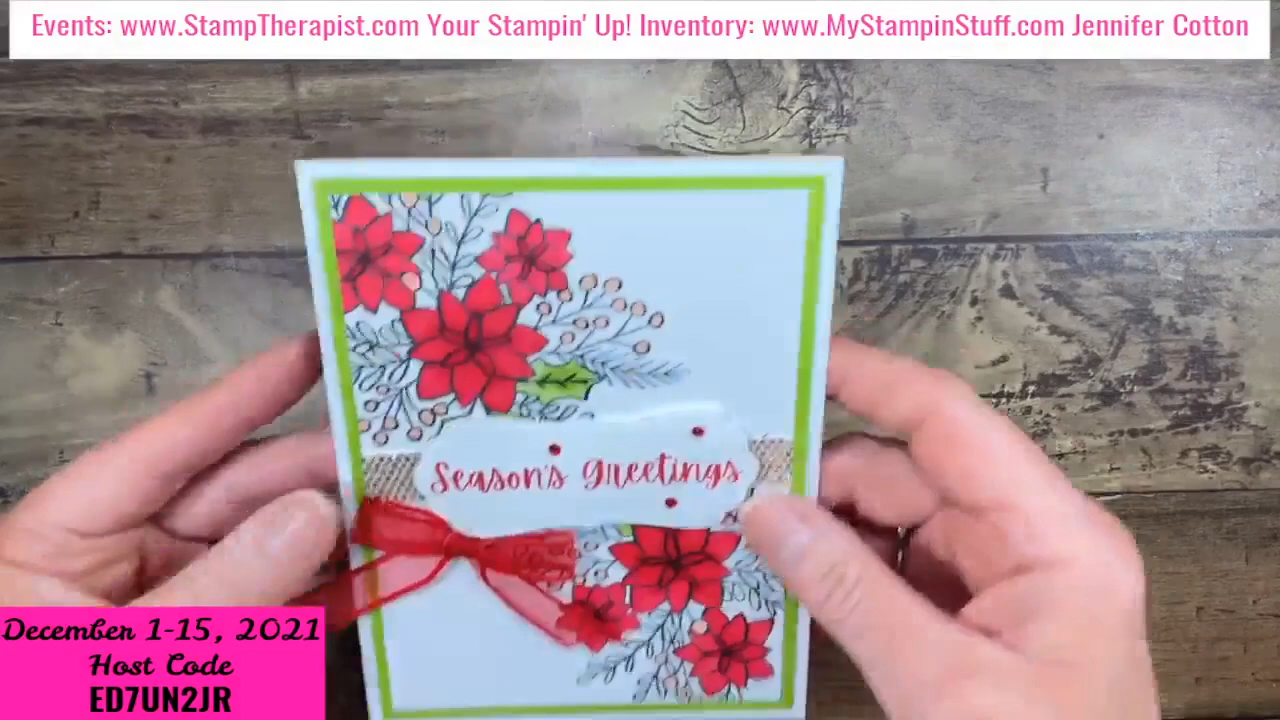 Events: www.StampTherapist.com Your Stampin' Up! Inventory: www.MyStampinStuff.com Jennifer Cotton
Season's Greetings
December 1-15, 2021
Host Code
ED7UN2JR